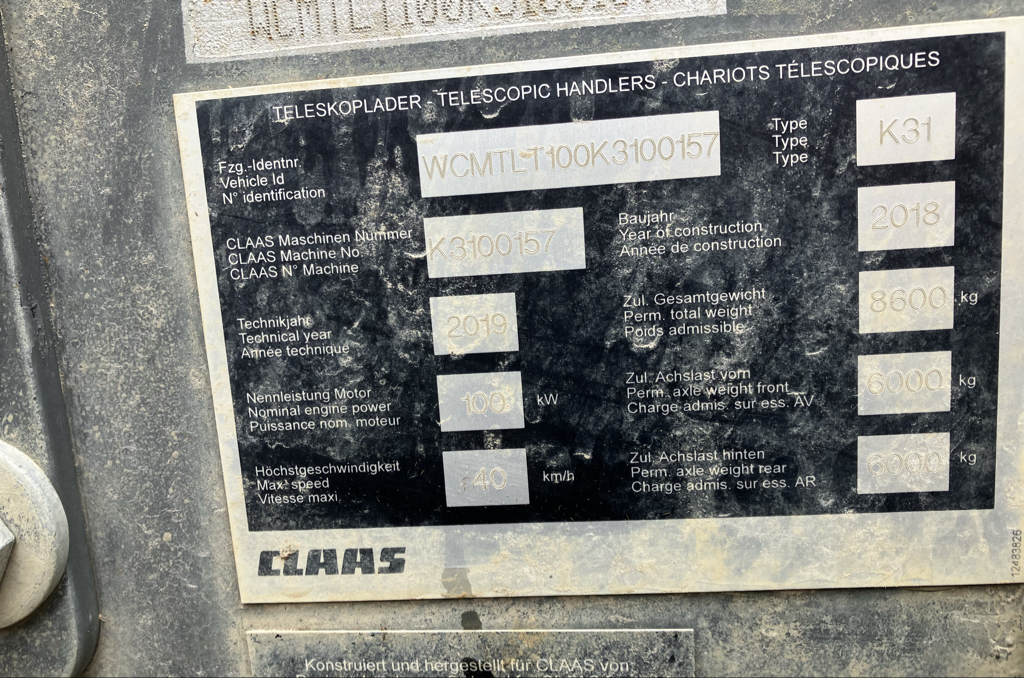 TELESKOPLADER - TELESCOPIC HANDLERS - CHARIOTS TÉLESCOPIQUES
Fzg.-Identnr.
Vehicle Id
N° identification
WCMTLT100K3100157
Type
Type
Type
K31
CLAAS Maschinen Nummer
CLAAS Machine No.
CLAAS N° Machine
K3100157
Baujahr
Year of construction
Année de construction
2018
Technikjahr
Technical year
Année technique
2019
Zul. Gesamtgewicht
Perm. total weight
Poids admissible
8600 kg
Nennleistung Motor
Nominal engine power
Puissance nom. moteur
100 kW
Zul. Achslast vorn
Perm. axle weight front
Charge admis. sur ess. AV
6000 kg
Höchstgeschwindigkeit
Max. speed
Vitesse maxi.
40 km/h
Zul. Achslast hinten
Perm. axle weight rear
Charge admis. sur ess. AR
6000 kg
CLAAS
12483826
Konstruiert und hergestellt für CLAAS von: